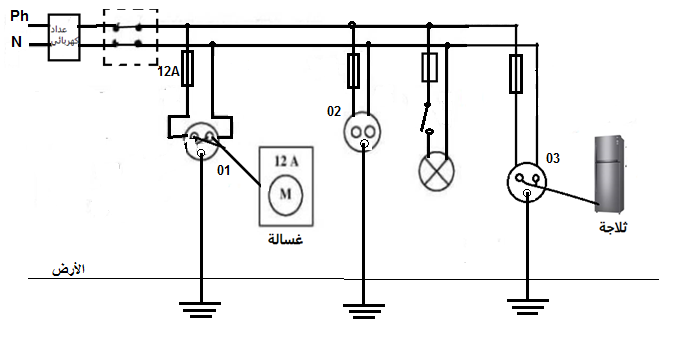 Ph
N
عداد
كهربائي
12A
02
01
12 A
M
غسالة
03
ثلاجة
الأرض